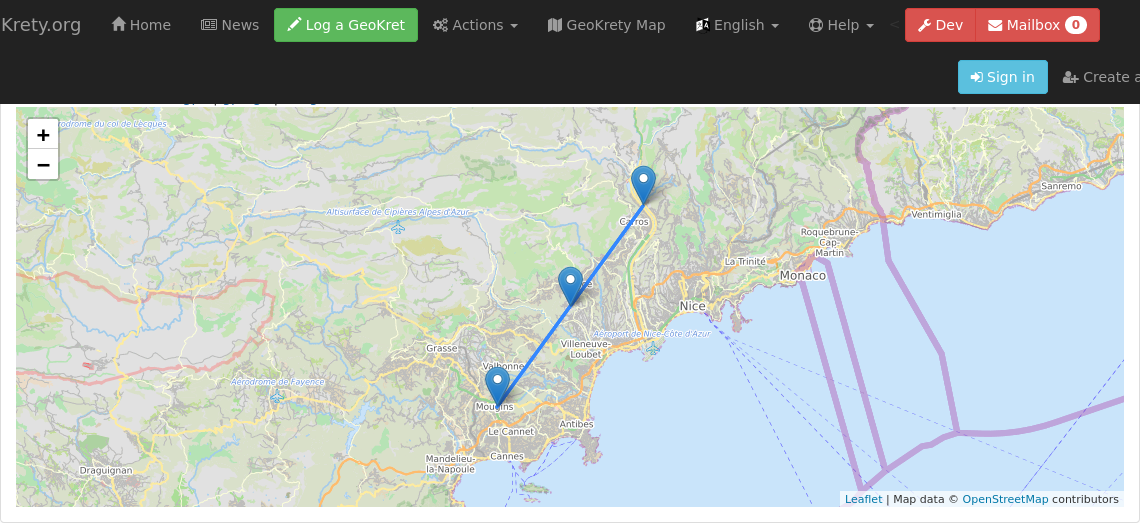 Krety.org Home News Log a GeoKret Actions GeoKrety Map English Help < Dev Mailbox 0
Sign in Create a
+
−
odrome du col de Lècques
Altisurface de Cipières Alpes d'Azur
Carros
Sanremo
Ventimiglia
Roquebrune-
Cap-
Martin
La Trinité
Monaco
Nice
Aéroport de Nice-Côte d'Azur
Villeneuve-
Loubet
Grasse
Valbonne
Aérodrome de Fayence
Mougins
Le Cannet
Antibes
Cannes
Mandelieu-
la-Napoule
Draguignan
Leaflet | Map data © OpenStreetMap contributors